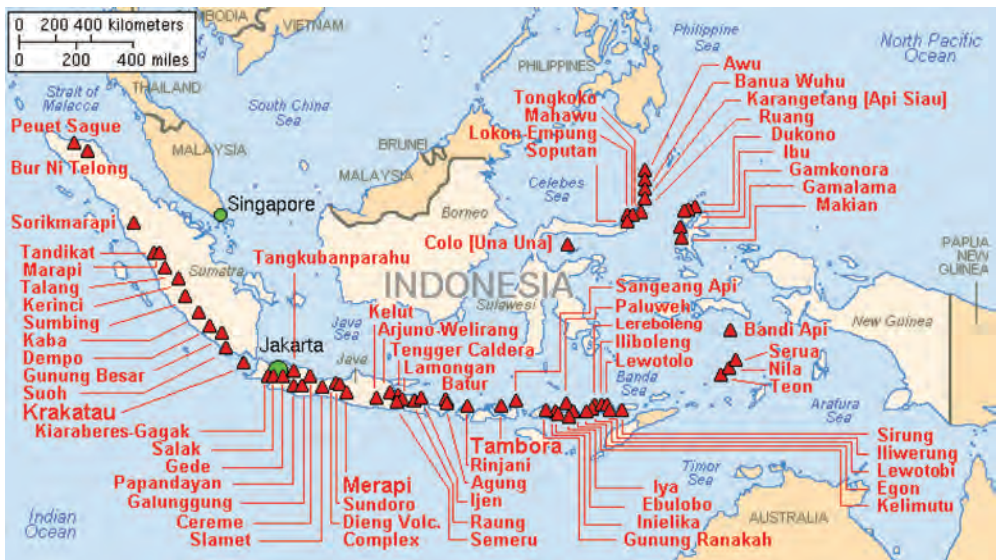 0 200 400 kilometers
0 200 400 miles
CAMBODIA
VIETNAM
THAILAND
Strait of
Malacca
South China
Sea
MALAYSIA
BRUNEI
MALAYSIA
PHILIPPINES
Philippine
Sea
North Pacific
Ocean
Celebes
Sea
Borneo
Singapore
Sumatra
INDONESIA
Sulawesi
Java
Sea
Jakarta
Java
Banda
Sea
New Guinea
PAPUA
NEW
GUINEA
Arafura
Sea
Timor
Sea
AUSTRALIA
Indian
Ocean
Peuet Sague
Bur Ni Telong
Sorikmarapi
Tandikat
Marapi
Talang
Kerinci
Sumbing
Kaba
Dempo
Gunung Besar
Suoh
Krakatau
Kiaraberes-Gagak
Salak
Gede
Papandayan
Galunggung
Cereme
Slamet
Tangkubanparahu
Merapi
Sundoro
Dieng Volc.
Complex
Kelut
Arjuno-Welirang
Tengger Caldera
Lamongan
Batur
Tambora
Rinjani
Agung
Ijen
Raung
Semeru
Tongkoko
Mahawu
Lokon-Empung
Soputan
Colo [Una Una]
Awu
Banua Wuhu
Karangetang [Api Siau]
Ruang
Dukono
Ibu
Gamkonora
Gamalama
Makian
Sangeang Api
Paluweh
Lereboleng
Iliboleng
Lewotolo
Bandi Api
Serua
Nila
Teon
Sirung
Iliwerung
Lewotobi
Egon
Kelimutu
Iya
Ebulobo
Inielika
Gunung Ranakah